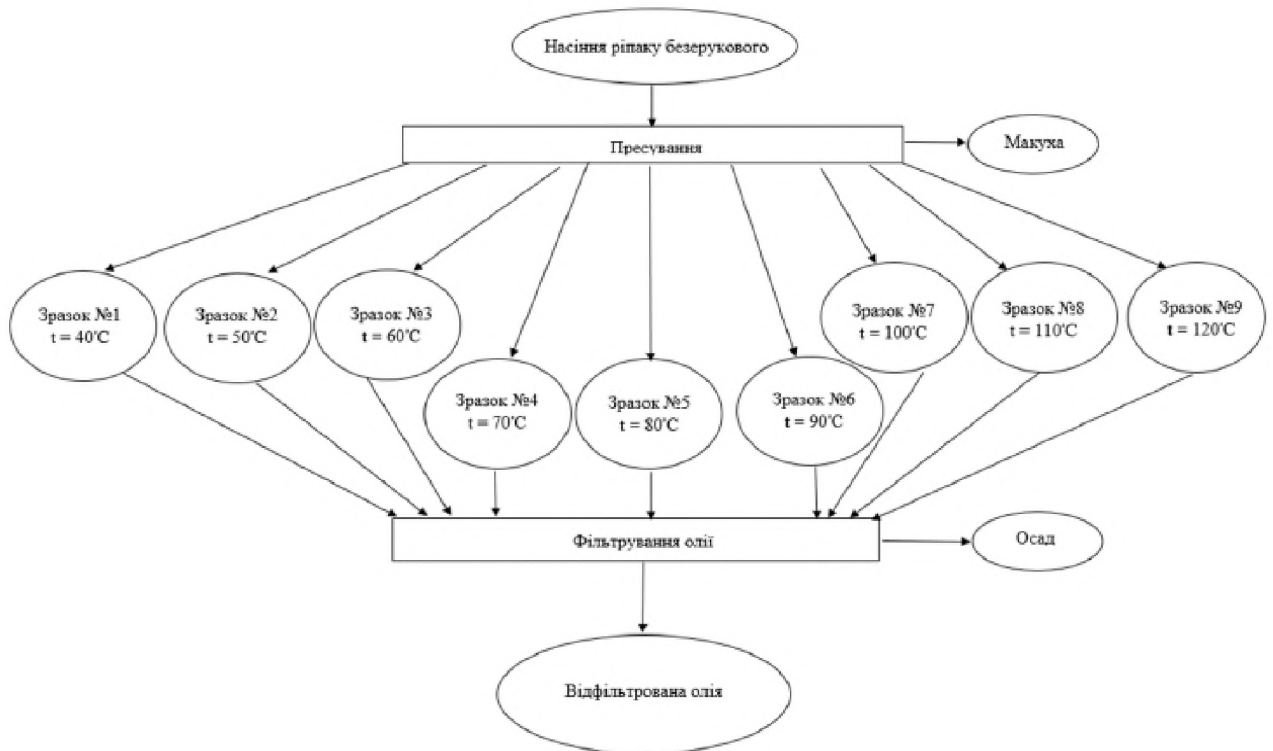 Насіння ріпаку безерукового
Пресування
Макуха
Зразок №1
t = 40°C
Зразок №2
t = 50°C
Зразок №3
t = 60°C
Зразок №4
t = 70°C
Зразок №5
t = 80°C
Зразок №6
t = 90°C
Зразок №7
t = 100°C
Зразок №8
t = 110°C
Зразок №9
t = 120°C
Фільтрування олії
Осад
Відфільтрована олія